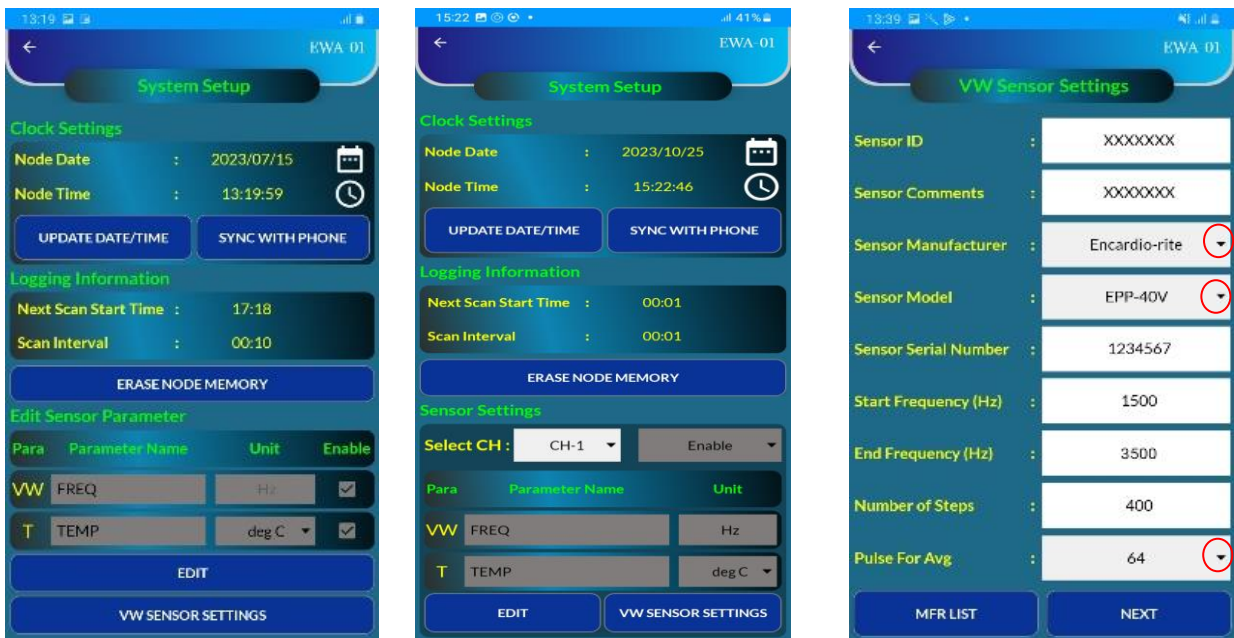 13:19
EWA-01
System Setup
Clock Settings
Node Date : 2023/07/15
Node Time : 13:19:59
UPDATE DATE/TIME SYNC WITH PHONE
Logging Information
Next Scan Start Time : 17:18
Scan Interval : 00:10
ERASE NODE MEMORY
Edit Sensor Parameter
Para Parameter Name Unit Enable
VW FREQ Hz
T TEMP deg C
EDIT
VW SENSOR SETTINGS
15:22 41%
EWA-01
System Setup
Clock Settings
Node Date : 2023/10/25
Node Time : 15:22:46
UPDATE DATE/TIME SYNC WITH PHONE
Logging Information
Next Scan Start Time : 00:01
Scan Interval : 00:01
ERASE NODE MEMORY
Sensor Settings
Select CH : CH-1 Enable
Para Parameter Name Unit
VW FREQ Hz
T TEMP deg C
EDIT VW SENSOR SETTINGS
13:39
EWA 01
VW Sensor Settings
Sensor ID : XXXXXXX
Sensor Comments : XXXXXXX
Sensor Manufacturer : Encardio-rite
Sensor Model : EPP-40V
Sensor Serial Number : 1234567
Start Frequency (Hz) : 1500
End Frequency (Hz) : 3500
Number of Steps : 400
Pulse For Avg : 64
MFR LIST NEXT